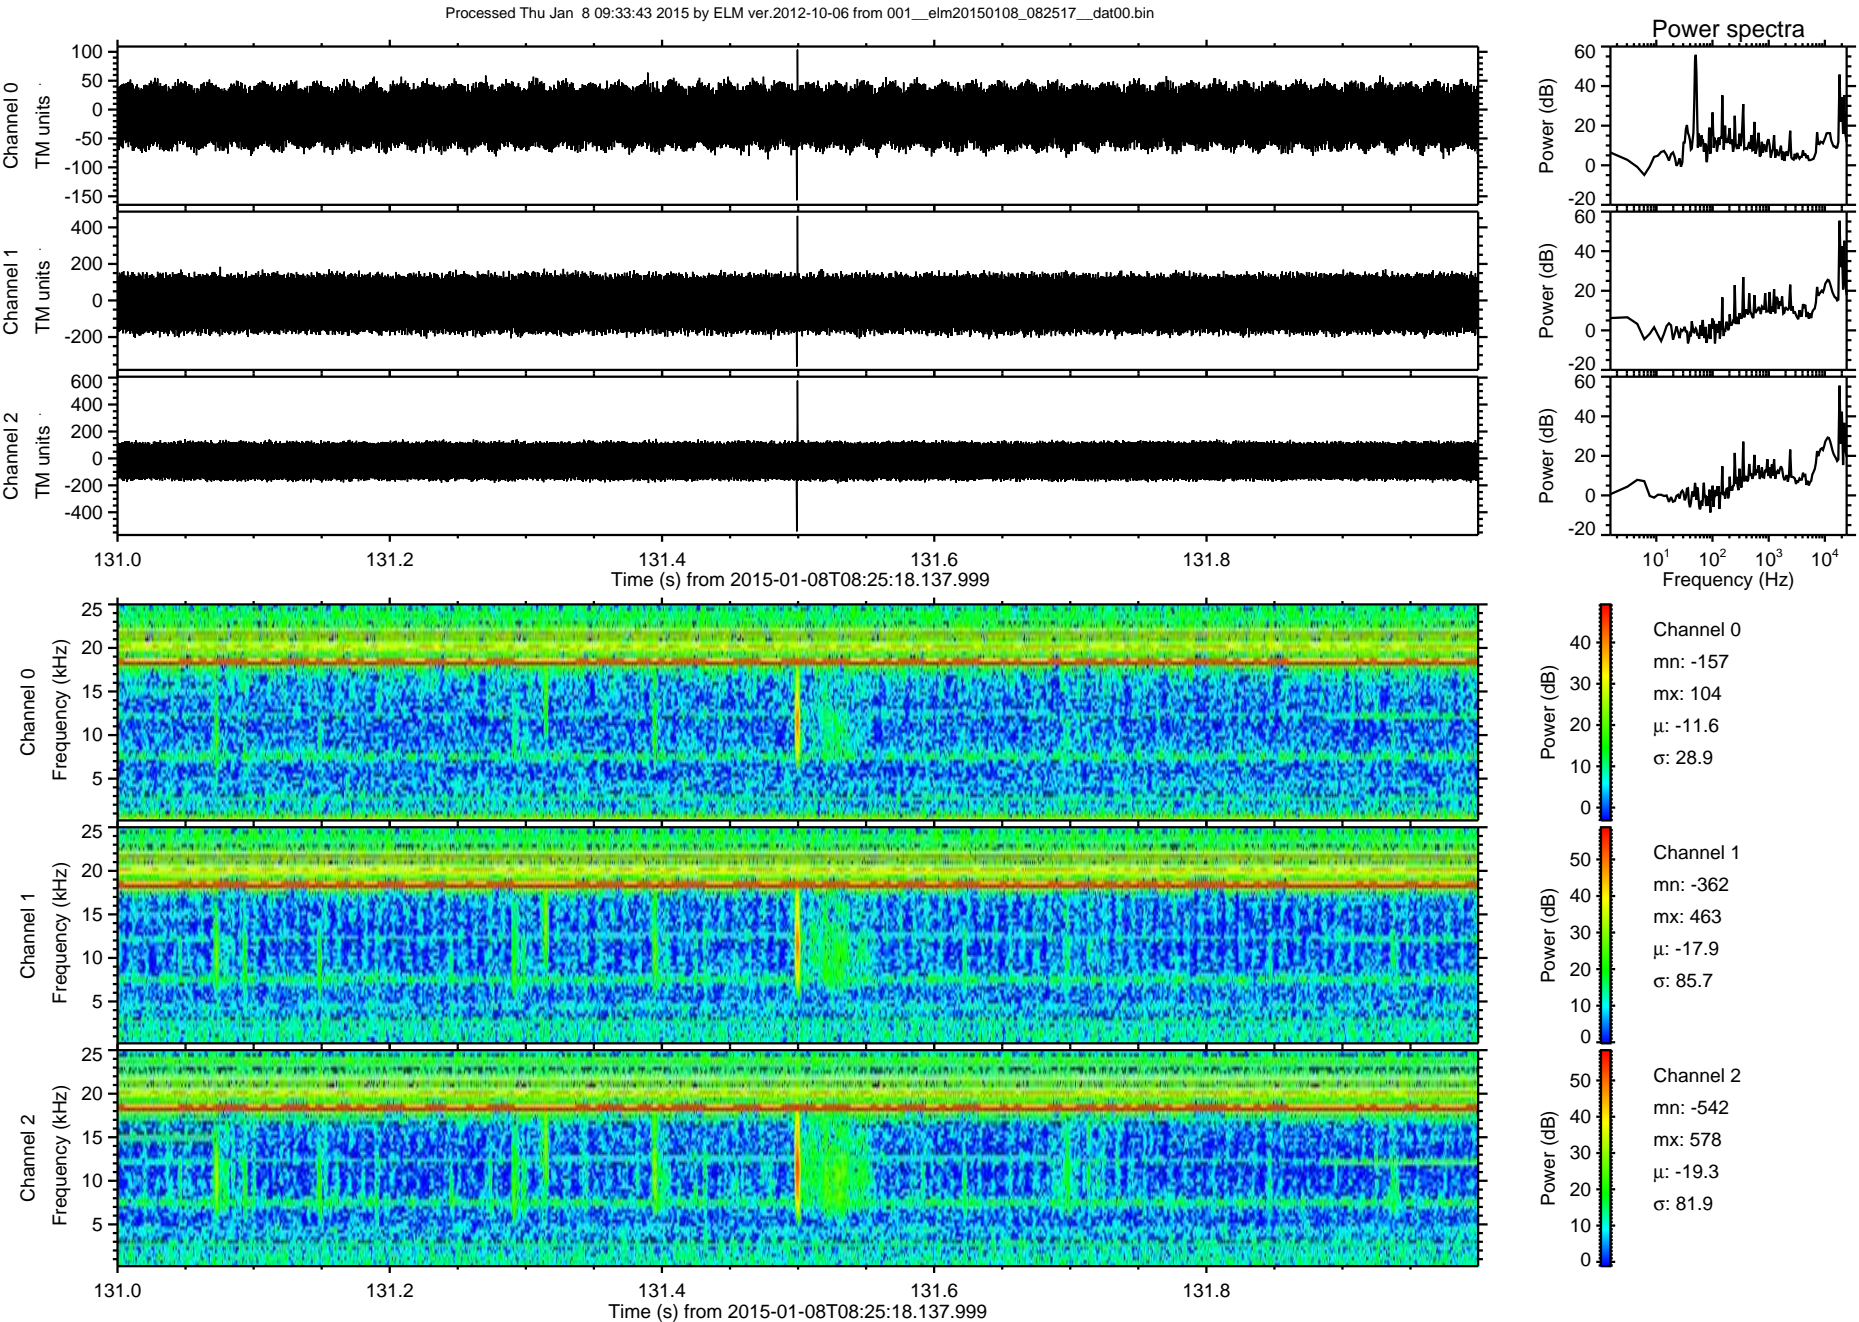 Processed Thu Jan 8 09:33:43 2015 by ELM ver.2012-10-06 from 001__elm20150108_082517__dat00.bin
Power spectra
Channel 0
TM units
100
50
0
-50
-100
-150
Power (dB)
60
40
20
0
-20
Channel 1
TM units
400
200
0
-200
Power (dB)
60
40
20
0
-20
Channel 2
TM units
600
400
200
0
-200
-400
Power (dB)
60
40
20
0
-20
131.0 131.2 131.4 131.6 131.8
Time (s) from 2015-01-08T08:25:18.137.999
10¹ 10² 10³ 10⁴
Frequency (Hz)
Channel 0
Frequency (kHz)
25
20
15
10
5
Power (dB)
40
30
20
10
0
Channel 0
mn: -157
mx: 104
μ: -11.6
σ: 28.9
Channel 1
Frequency (kHz)
25
20
15
10
5
Power (dB)
50
40
30
20
10
0
Channel 1
mn: -362
mx: 463
μ: -17.9
σ: 85.7
Channel 2
Frequency (kHz)
25
20
15
10
5
Power (dB)
50
40
30
20
10
0
Channel 2
mn: -542
mx: 578
μ: -19.3
σ: 81.9
131.0 131.2 131.4 131.6 131.8
Time (s) from 2015-01-08T08:25:18.137.999